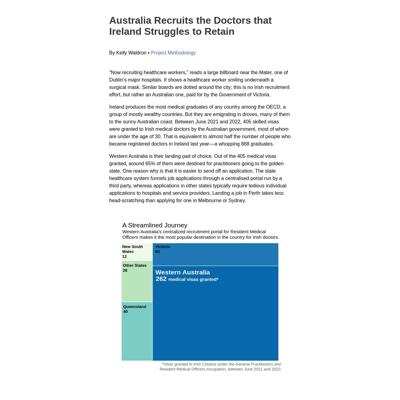 Australia Recruits the Doctors that
Ireland Struggles to Retain
By Kelly Waldron • Project Methodology
"Now recruiting healthcare workers," reads a large billboard near the Mater, one of
Dublin's major hospitals. It shows a healthcare worker smiling underneath a
surgical mask. Similar boards are dotted around the city; this is no Irish recruitment
effort, but rather an Australian one, paid for by the Government of Victoria.
Ireland produces the most medical graduates of any country among the OECD, a
group of mostly wealthy countries. But they are emigrating in droves, many of them
to the sunny Australian coast. Between June 2021 and 2022, 405 skilled visas
were granted to Irish medical doctors by the Australian government, most of whom
are under the age of 30. That is equivalent to almost half the number of people who
became registered doctors in Ireland last year—a whopping 888 graduates.
Western Australia is their landing pad of choice. Out of the 405 medical visas
granted, around 65% of them were destined for practitioners going to the golden
state. One reason why is that it is easier to send off an application. The state
healthcare system funnels job applications through a centralised portal run by a
third party, whereas applications in other states typically require tedious individual
applications to hospitals and service providers. Landing a job in Perth takes less
head-scratching than applying for one in Melbourne or Sydney.
A Streamlined Journey
Western Australia's centralized recruitment portal for Resident Medical
Officers makes it the most popular destination in the country for Irish doctors.
New South
Wales
12
Victoria
Other States
28
Western Australia
262 medical visas granted*
Queensland
40
*Visas granted to Irish Citizens under the General Practitioners and
Resident Medical Officers occupation, between June 2021 and 2022.